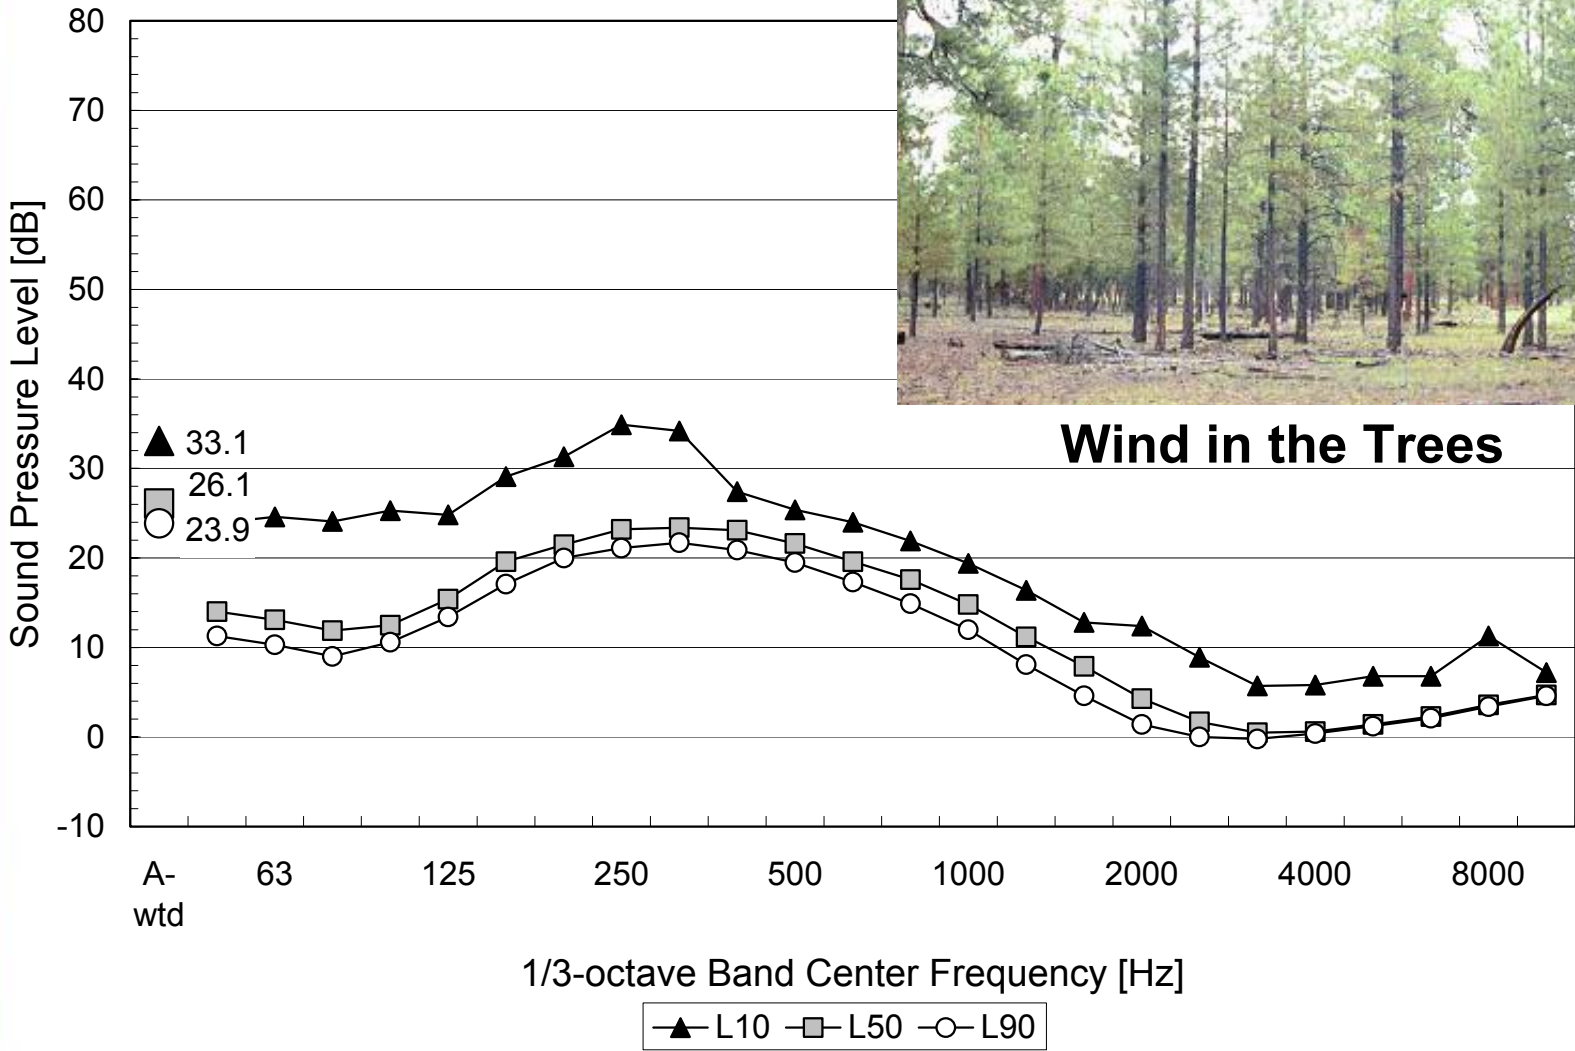 80
70
60
50
40
30
20
10
0
-10
Sound Pressure Level [dB]
33.1
26.1
23.9
Wind in the Trees
A-
wtd
63 125 250 500 1000 2000 4000 8000
1/3-octave Band Center Frequency [Hz]
L10 L50 L90